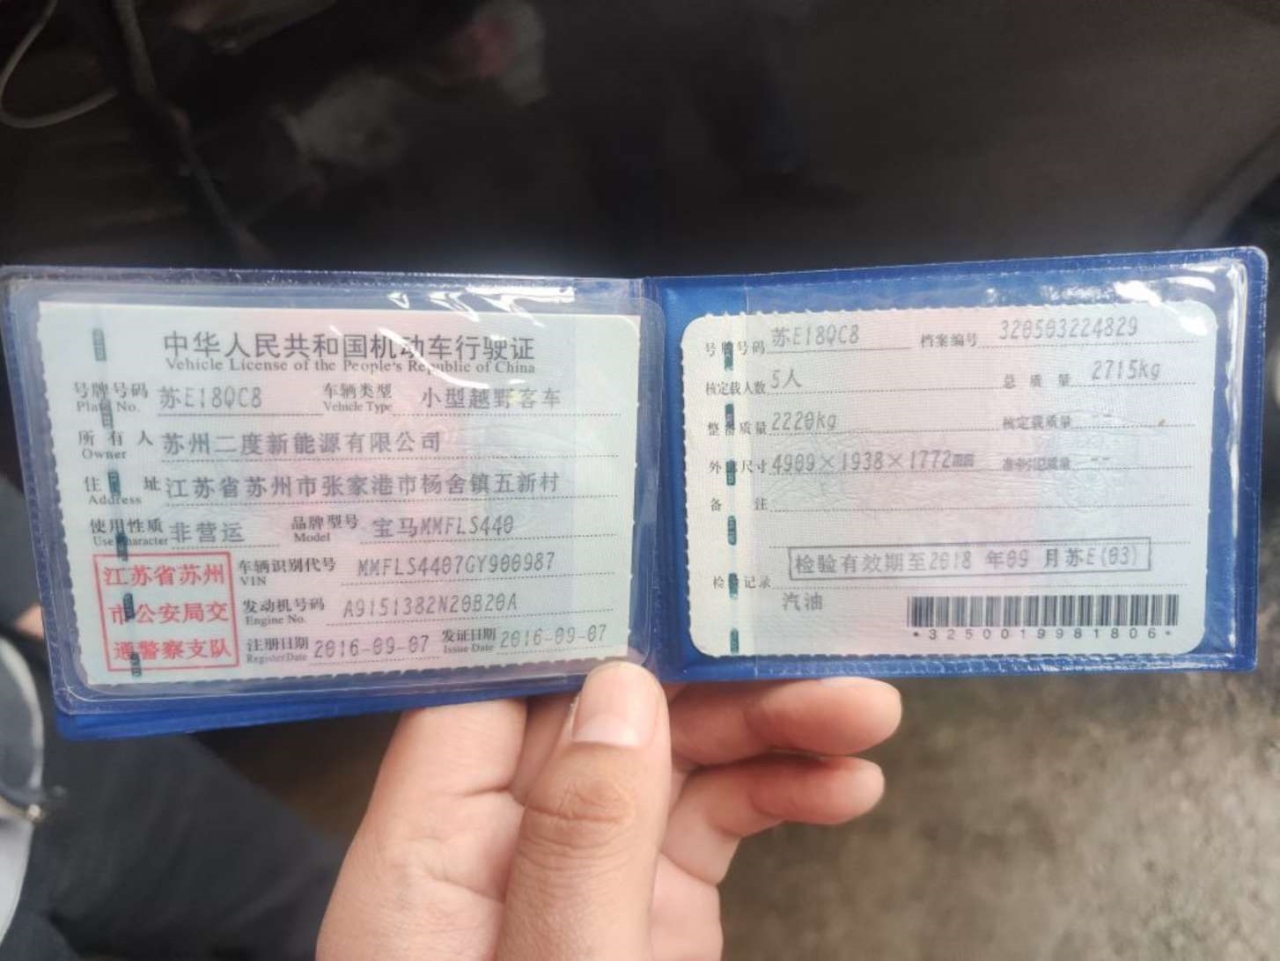 中华人民共和国机动车行驶证
Vehicle License of the People's Republic of China
号牌号码 Plate No. 苏E18QC8 车辆类型 Vehicle Type 小型越野客车
所有人 Owner 苏州二度新能源有限公司
住址 Address 江苏省苏州市张家港市杨舍镇五新村
使用性质 Use Character 非营运 品牌型号 Model 宝马MMFLS440
江苏省苏州
市公安局交
通警察支队
车辆识别代号 VIN MMFLS4407GY900987
发动机号码 Engine No. A9151382N20B20A
注册日期 Register Date 2016-09-07 发证日期 Issue Date 2016-09-07
号牌号码 苏E18QC8 档案编号 320503224829
核定载人数 5人 总质量 2715kg
整备质量 2220kg 核定载质量 --
外廓尺寸 4909×1938×1772mm 准牵引总质量 --
备注
检验有效期至2018年09月苏E(03)
检验记录
汽油
*3250019981806*